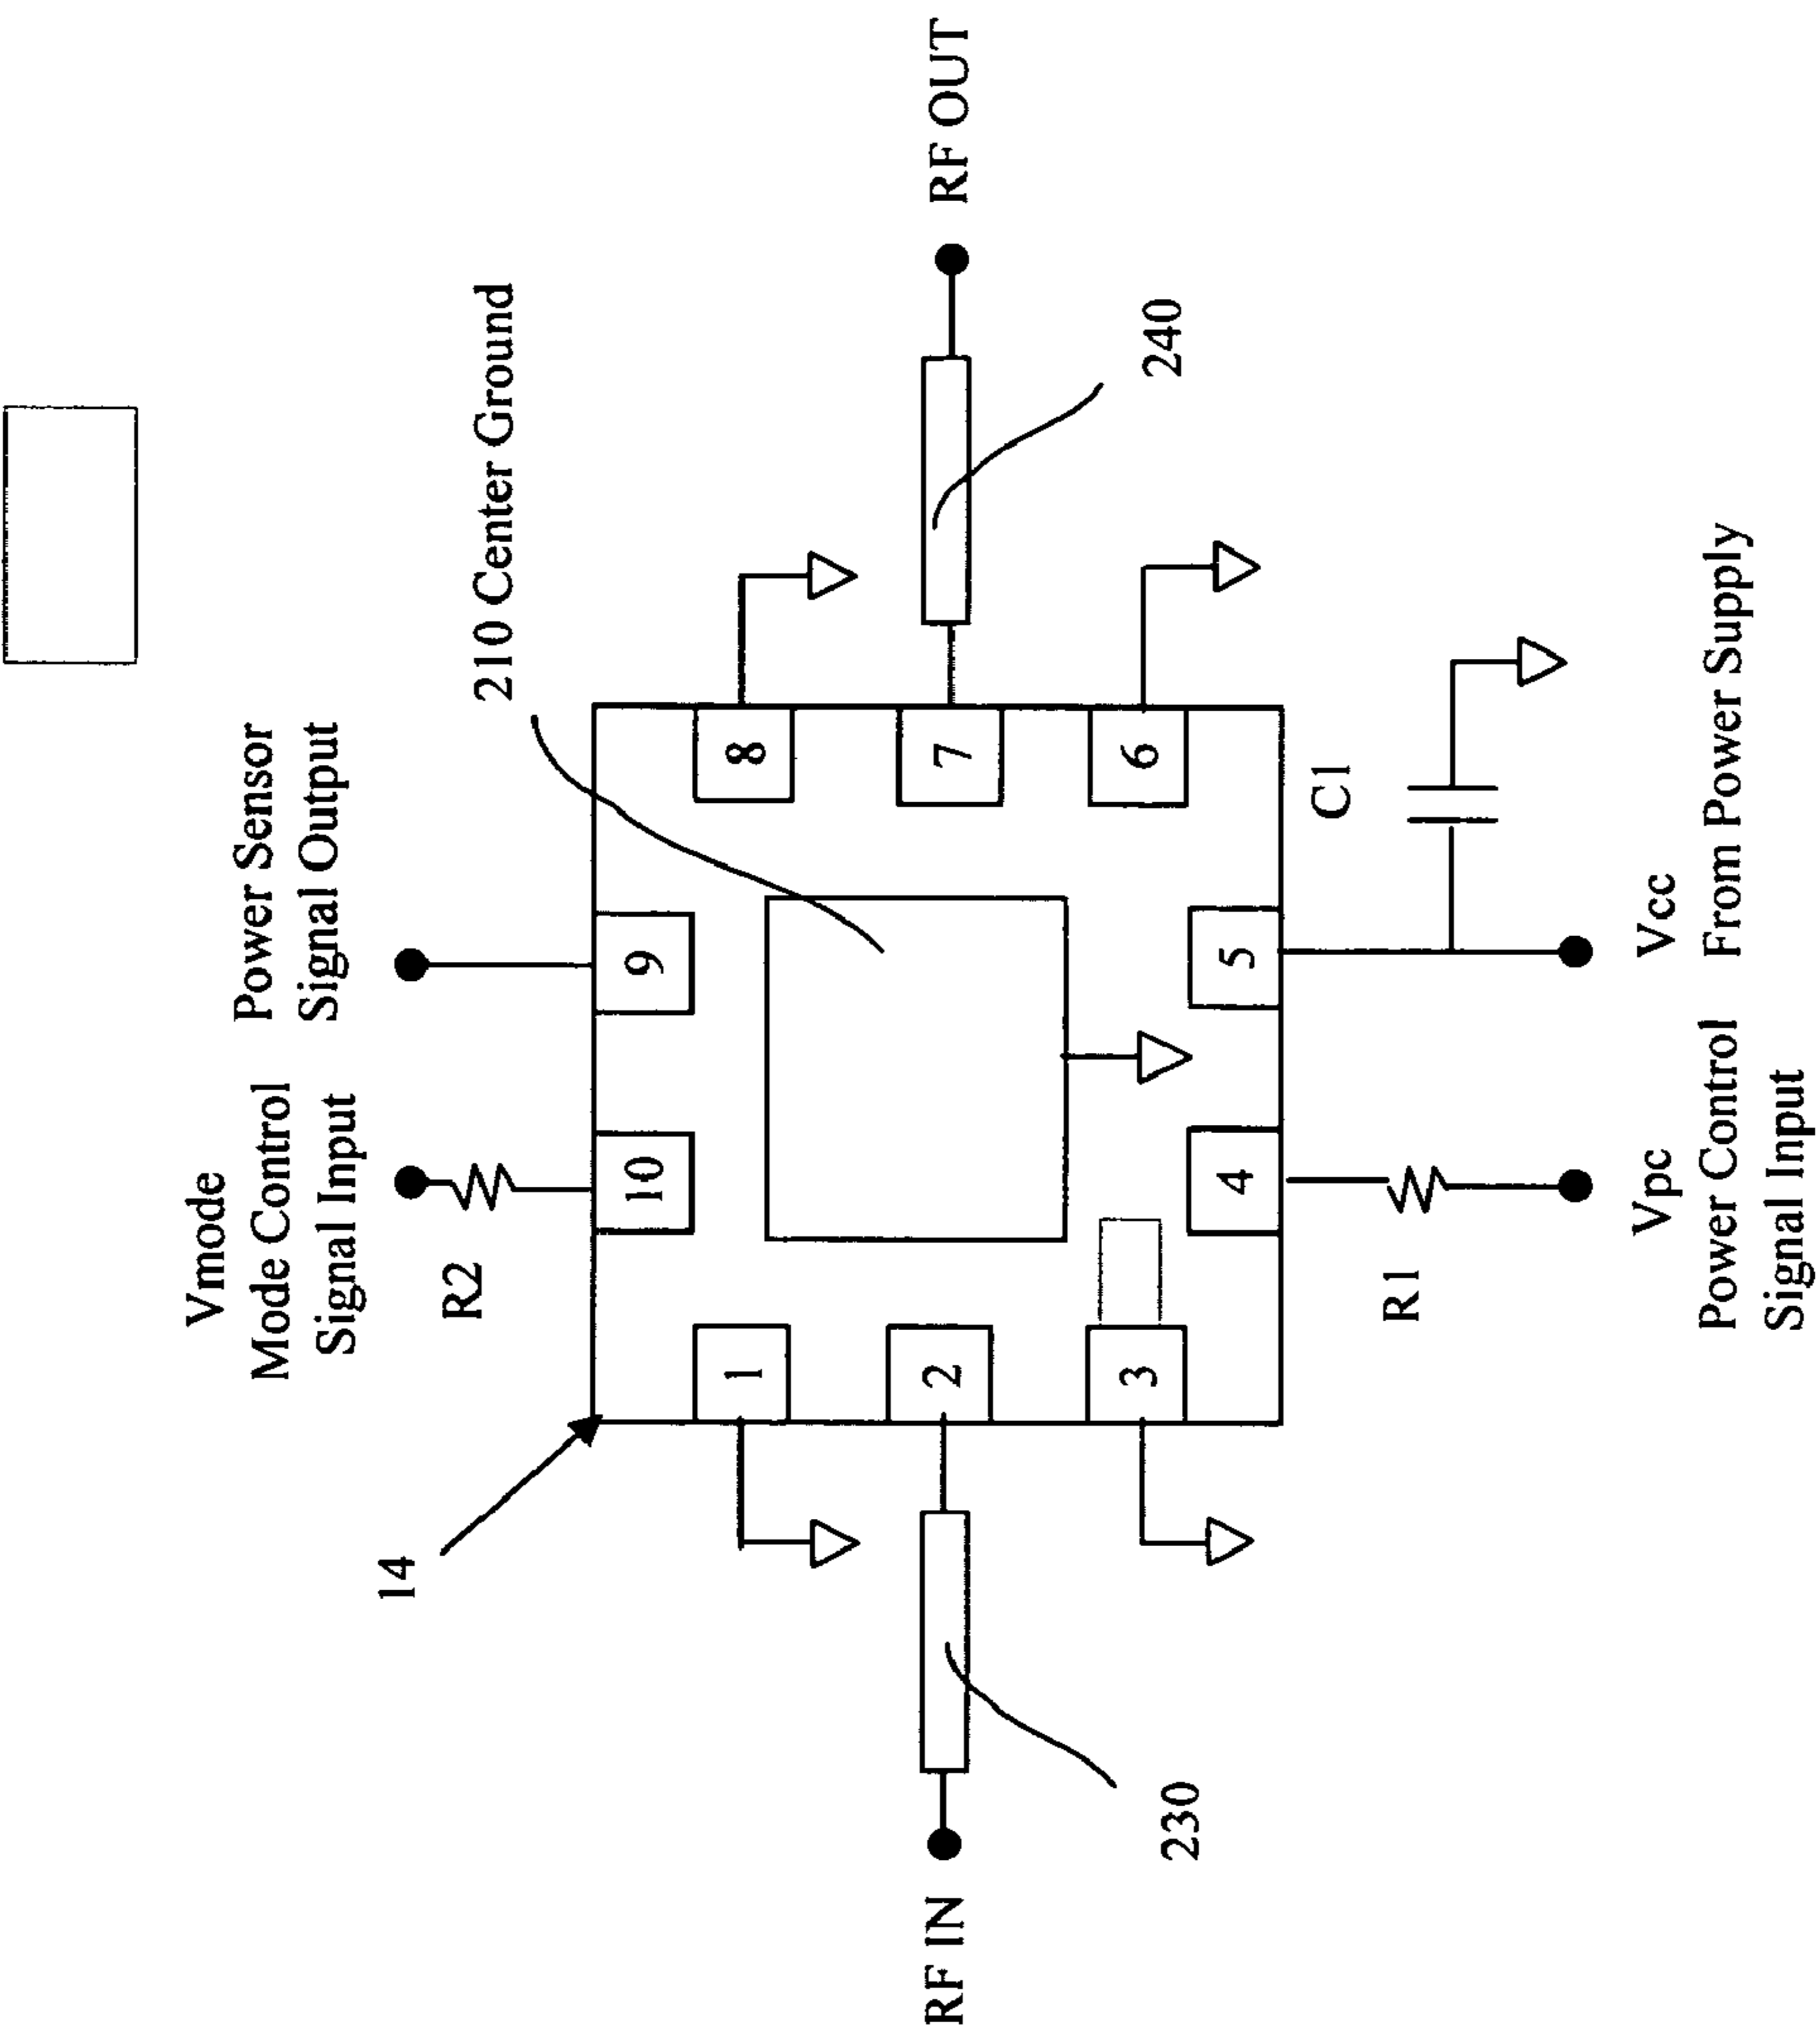 Vmode
Mode Control
Signal Input
Power Sensor
Signal Output
R2
14
210 Center Ground
10
9
1
8
RF IN
230
2
7
240
RF OUT
3
6
4
5
R1
C1
Vpc
Power Control
Signal Input
Vcc
From Power Supply